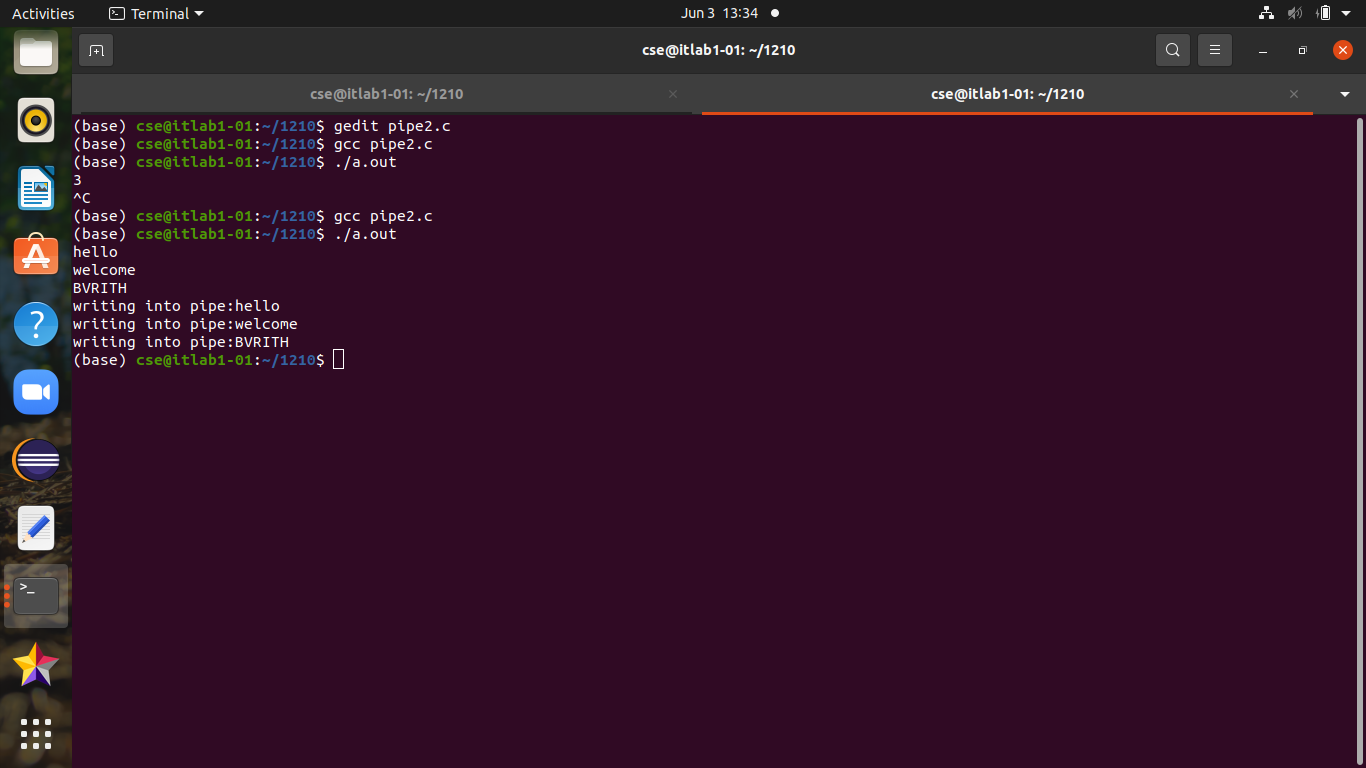 Activities Terminal Jun 3 13:34
cse@itlab1-01: ~/1210
cse@itlab1-01: ~/1210 cse@itlab1-01: ~/1210
(base) cse@itlab1-01:~/1210$ gedit pipe2.c
(base) cse@itlab1-01:~/1210$ gcc pipe2.c
(base) cse@itlab1-01:~/1210$ ./a.out
3
^C
(base) cse@itlab1-01:~/1210$ gcc pipe2.c
(base) cse@itlab1-01:~/1210$ ./a.out
hello
welcome
BVRITH
writing into pipe:hello
writing into pipe:welcome
writing into pipe:BVRITH
(base) cse@itlab1-01:~/1210$